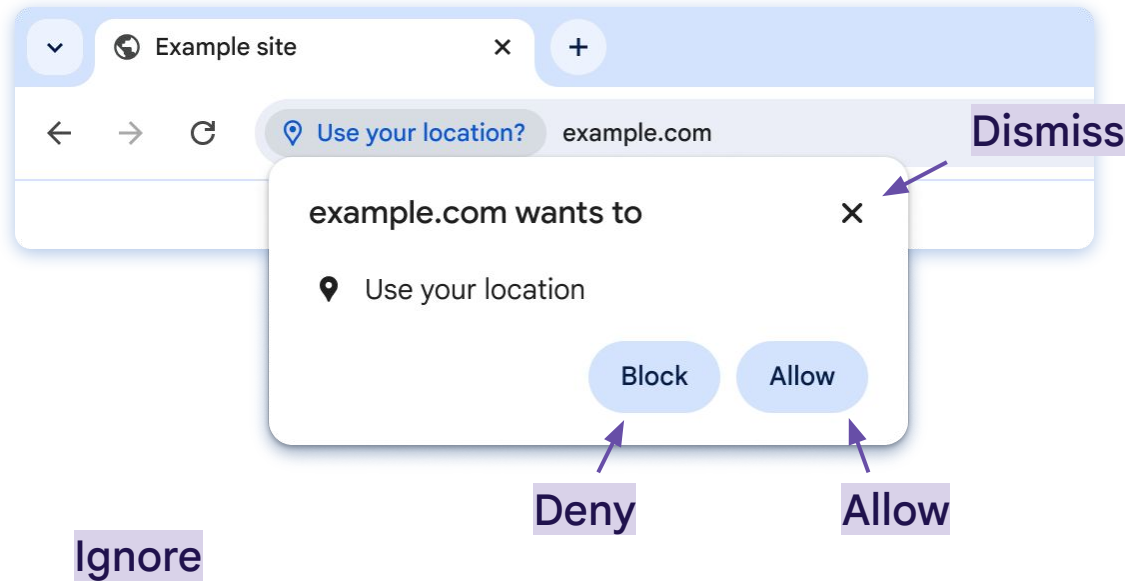 Example site
Use your location? example.com
Dismiss
example.com wants to
Use your location
Block Allow
Deny Allow
Ignore